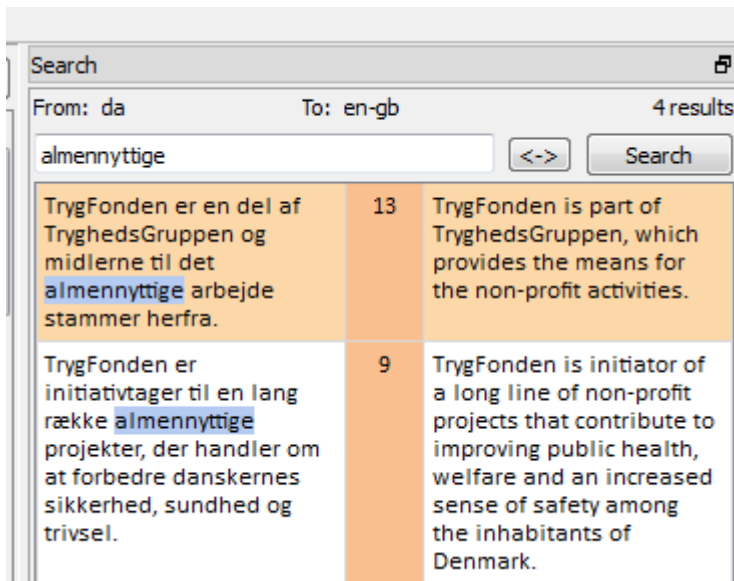 Search
From: da To: en-gb 4 results
almennyttige <-> Search
TrygFonden er en del af
TryghedsGruppen og
midlerne til det
almennyttige arbejde
stammer herfra.
13
TrygFonden is part of
TryghedsGruppen, which
provides the means for
the non-profit activities.
TrygFonden er
initiativtager til en lang
række almennyttige
projekter, der handler om
at forbedre danskernes
sikkerhed, sundhed og
trivsel.
9
TrygFonden is initiator of
a long line of non-profit
projects that contribute to
improving public health,
welfare and an increased
sense of safety among
the inhabitants of
Denmark.